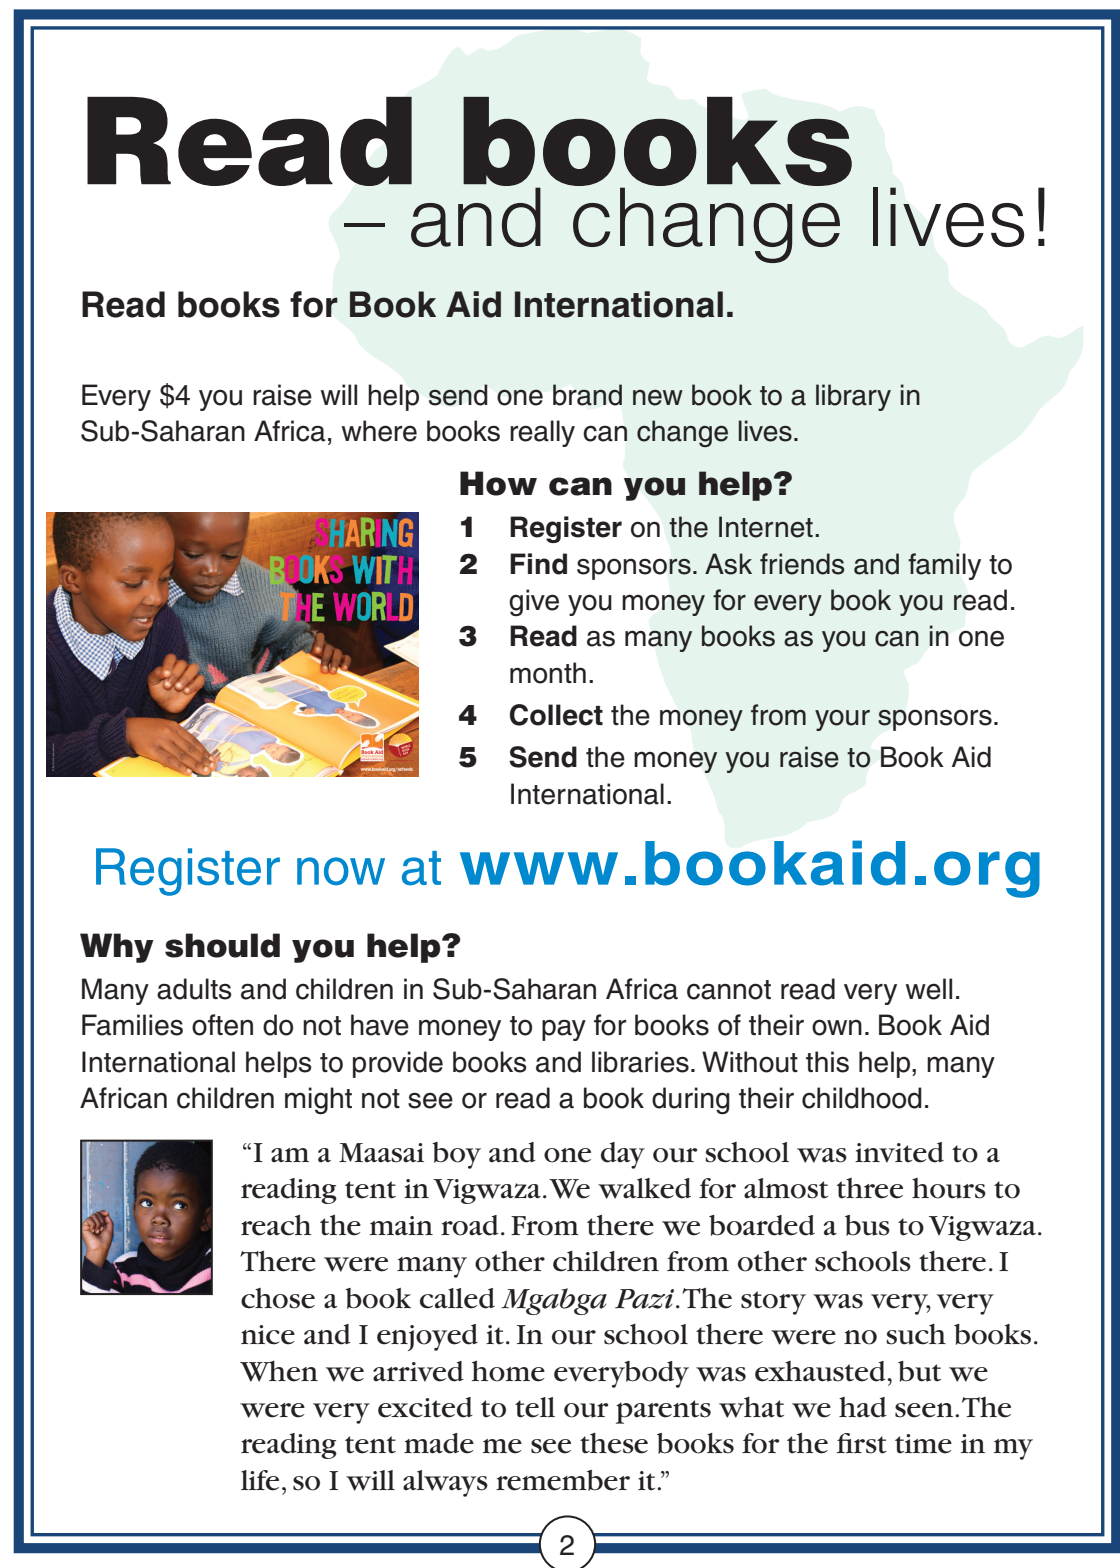 Read books
– and change lives!
Read books for Book Aid International.
Every $4 you raise will help send one brand new book to a library in
Sub-Saharan Africa, where books really can change lives.
How can you help?
1 Register on the Internet.
2 Find sponsors. Ask friends and family to
give you money for every book you read.
3 Read as many books as you can in one
month.
4 Collect the money from your sponsors.
5 Send the money you raise to Book Aid
International.
SHARING
BOOKS WITH
THE WORLD
Book Aid
www.bookaid.org/schools
Register now at www.bookaid.org
Why should you help?
Many adults and children in Sub-Saharan Africa cannot read very well.
Families often do not have money to pay for books of their own. Book Aid
International helps to provide books and libraries. Without this help, many
African children might not see or read a book during their childhood.
“I am a Maasai boy and one day our school was invited to a
reading tent in Vigwaza. We walked for almost three hours to
reach the main road. From there we boarded a bus to Vigwaza.
There were many other children from other schools there. I
chose a book called Mgabga Pazi. The story was very, very
nice and I enjoyed it. In our school there were no such books.
When we arrived home everybody was exhausted, but we
were very excited to tell our parents what we had seen. The
reading tent made me see these books for the first time in my
life, so I will always remember it.”
2